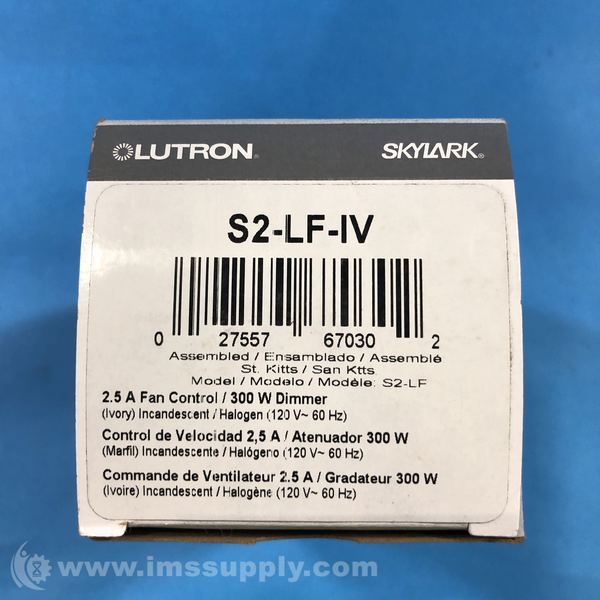 LUTRON® SKYLARK®
S2-LF-IV
0 27557 67030 2
Assembled / Ensamblado / Assemblé
St. Kitts / San Ktts
Model / Modelo / Modèle: S2-LF
2.5 A Fan Control / 300 W Dimmer
(Ivory) Incandescent / Halogen (120 V~ 60 Hz)
Control de Velocidad 2,5 A / Atenuador 300 W
(Marfil) Incandescente / Halógeno (120 V~ 60 Hz)
Commande de Ventilateur 2.5 A / Gradateur 300 W
(Ivoire) Incandescent / Halogène (120 V~ 60 Hz)
www.imssupply.com